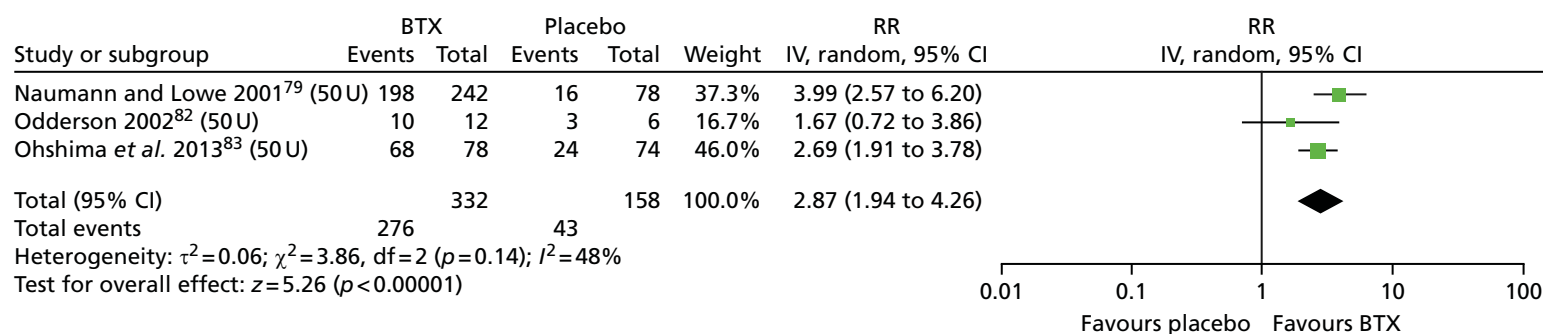 BTX Placebo RR RR
Study or subgroup Events Total Events Total Weight IV, random, 95% CI IV, random, 95% CI
Naumann and Lowe 2001⁷⁹ (50 U) 198 242 16 78 37.3% 3.99 (2.57 to 6.20)
Odderson 2002⁸² (50 U) 10 12 3 6 16.7% 1.67 (0.72 to 3.86)
Ohshima et al. 2013⁸³ (50 U) 68 78 24 74 46.0% 2.69 (1.91 to 3.78)
Total (95% CI) 332 158 100.0% 2.87 (1.94 to 4.26)
Total events 276 43
Heterogeneity: τ²=0.06; χ²=3.86, df=2 (p=0.14); I²=48%
Test for overall effect: z=5.26 (p<0.00001)
0.01 0.1 1 10 100
Favours placebo Favours BTX